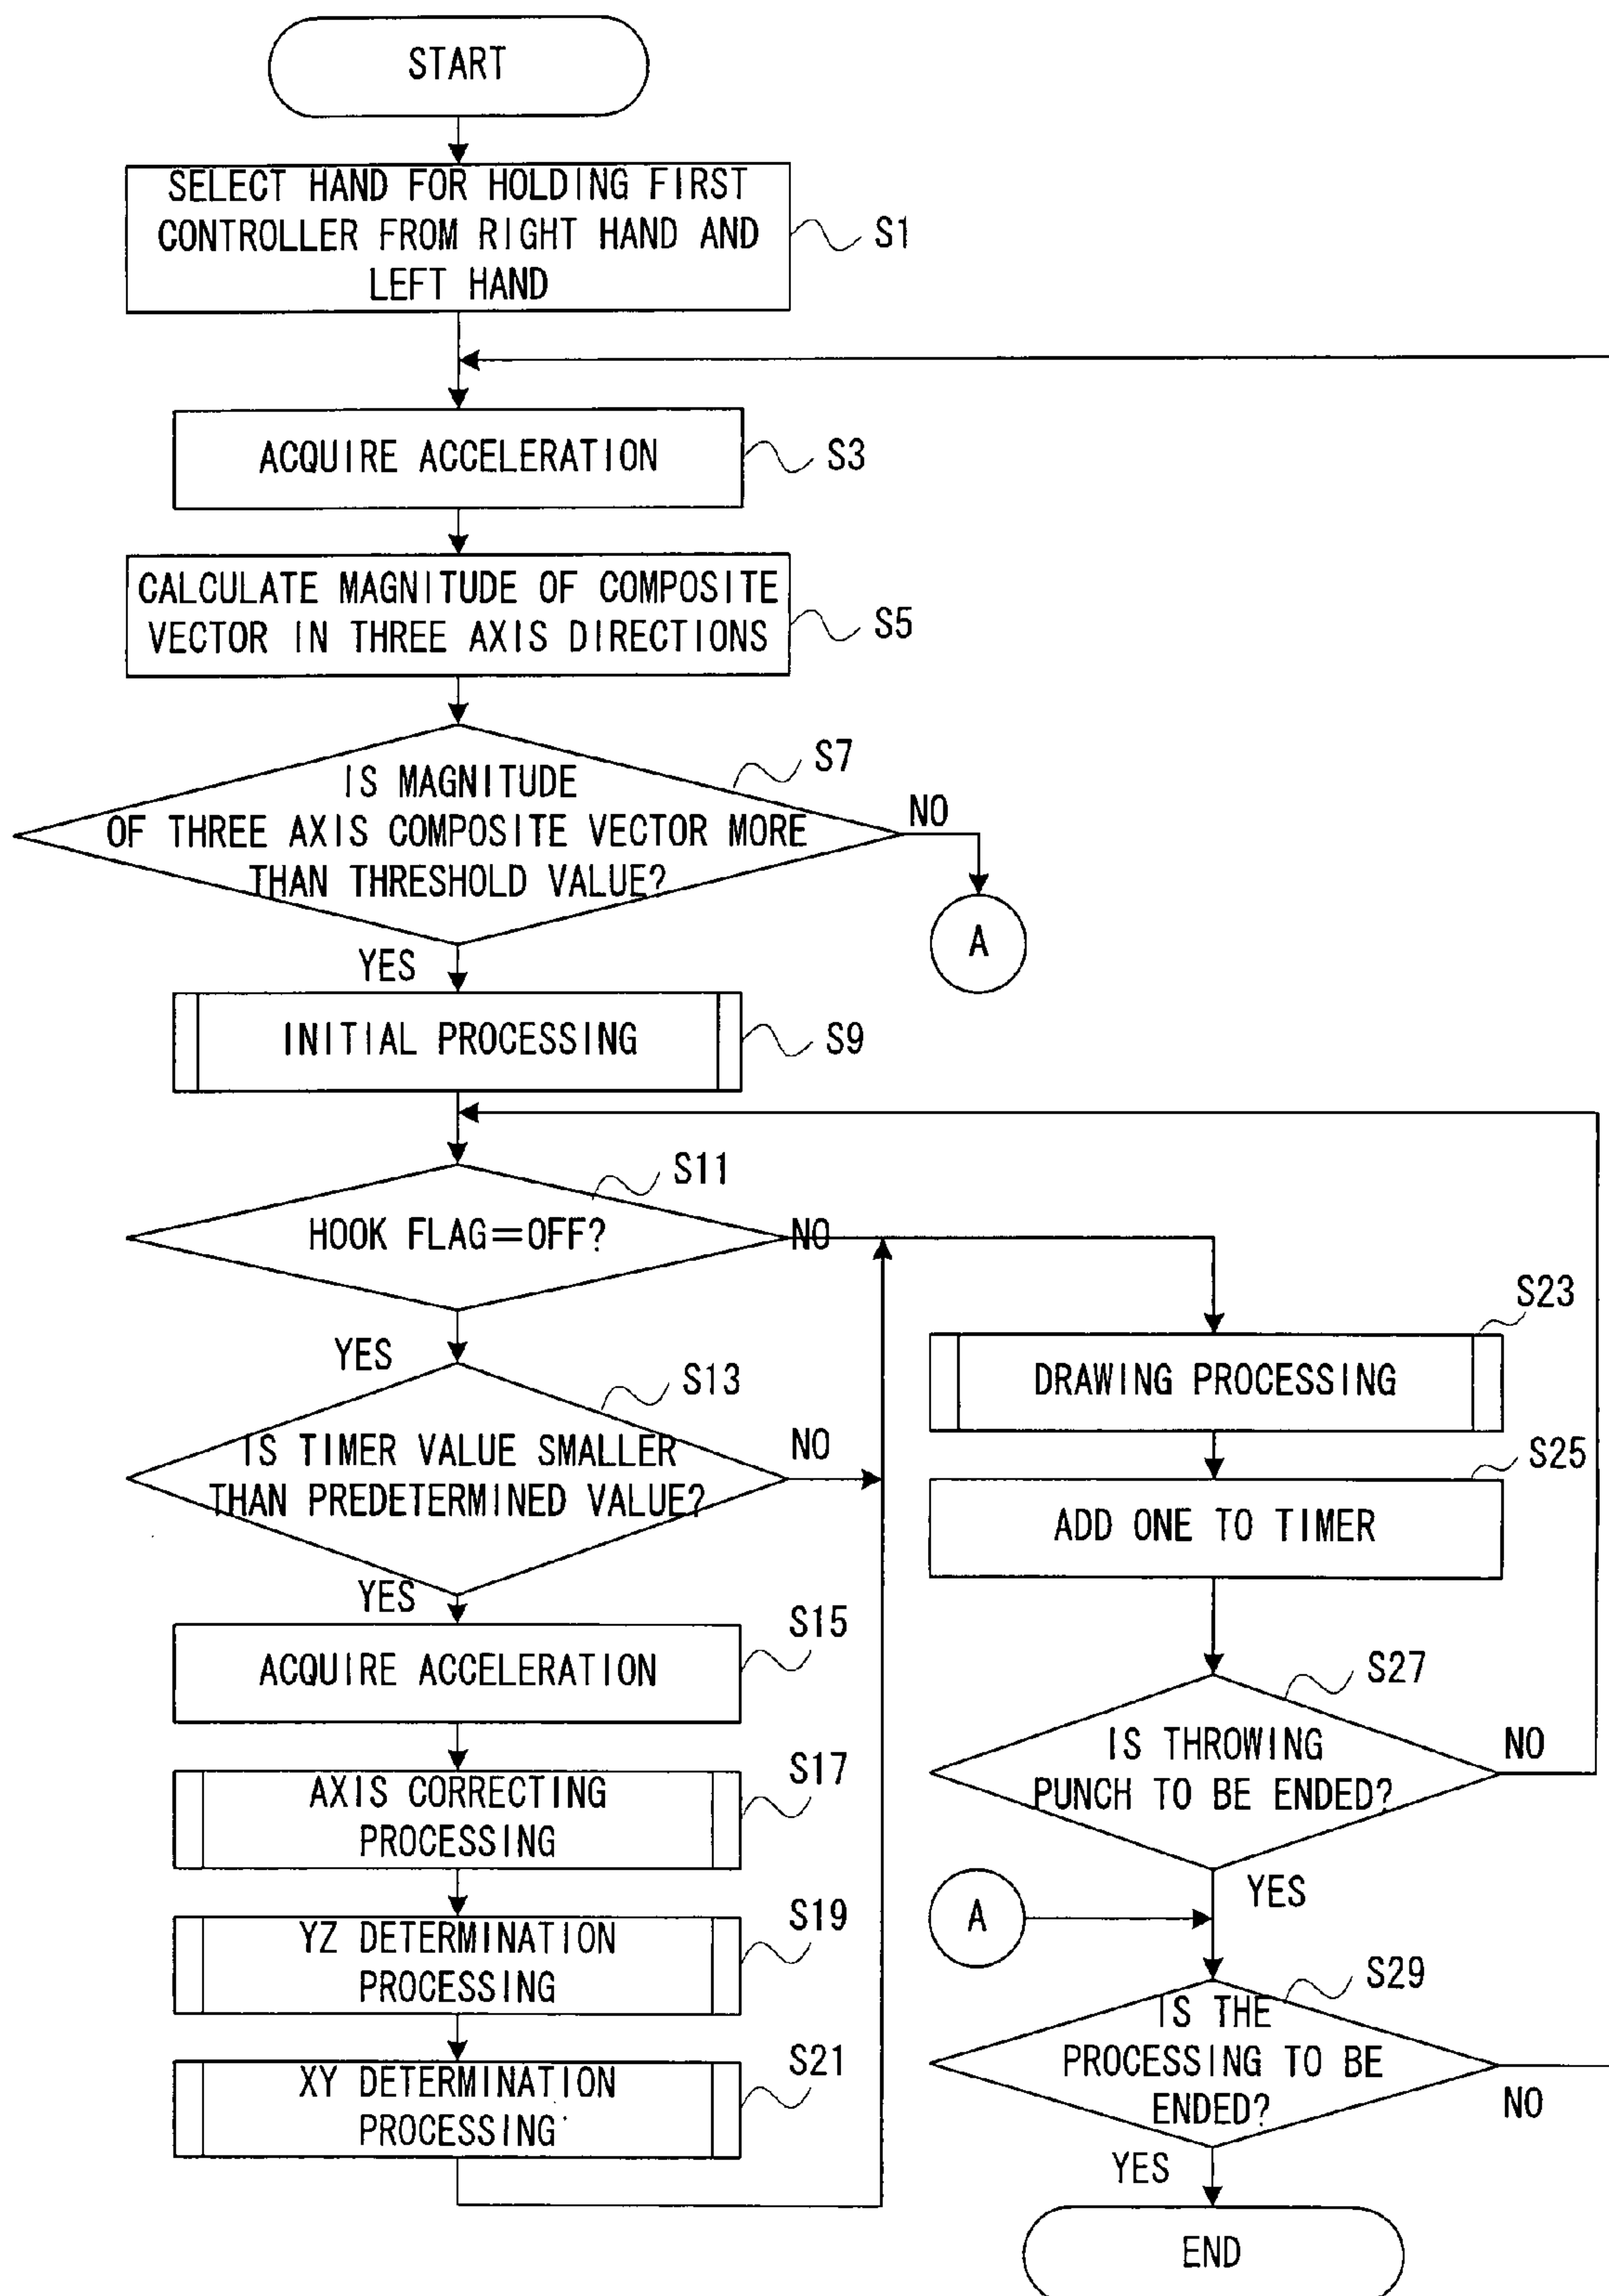 START
SELECT HAND FOR HOLDING FIRST
CONTROLLER FROM RIGHT HAND AND
LEFT HAND
S1
ACQUIRE ACCELERATION
S3
CALCULATE MAGNITUDE OF COMPOSITE
VECTOR IN THREE AXIS DIRECTIONS
S5
S7
IS MAGNITUDE
OF THREE AXIS COMPOSITE VECTOR MORE
THAN THRESHOLD VALUE?
NO
A
YES
INITIAL PROCESSING
S9
S11
HOOK FLAG=OFF?
NO
YES
S13
IS TIMER VALUE SMALLER
THAN PREDETERMINED VALUE?
NO
YES
S15
ACQUIRE ACCELERATION
S17
AXIS CORRECTING
PROCESSING
S19
YZ DETERMINATION
PROCESSING
S21
XY DETERMINATION
PROCESSING
S23
DRAWING PROCESSING
S25
ADD ONE TO TIMER
S27
IS THROWING
PUNCH TO BE ENDED?
NO
YES
A
S29
IS THE
PROCESSING TO BE
ENDED?
NO
YES
END